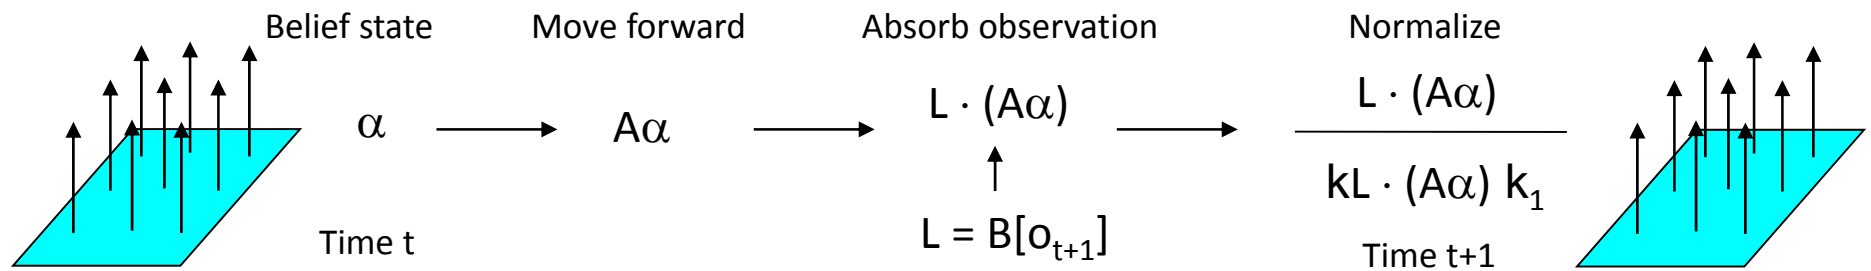 Belief state
Move forward
Absorb observation
Normalize
α
Aα
L · (Aα)
L · (Aα)
kL · (Aα) k₁
L = B[oₜ₊₁]
Time t
Time t+1